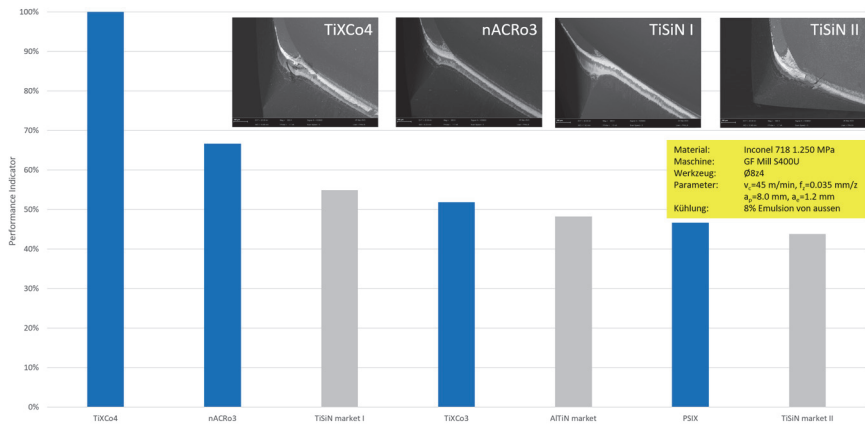 TiXCo4
nACRo3
TiSiN I
TiSiN II
Material: Inconel 718 1.250 MPa
Maschine: GF Mill S400U
Werkzeug: Ø8z4
Parameter: vc=45 m/min, fz=0.035 mm/z
ap=8.0 mm, ae=1.2 mm
Kühlung: 8% Emulsion von aussen
Performance Indicator
100%
90%
80%
70%
60%
50%
40%
30%
20%
10%
0%
TiXCo4
nACRo3
TiSiN market I
TiXCo3
AlTiN market
PSIX
TiSiN market II